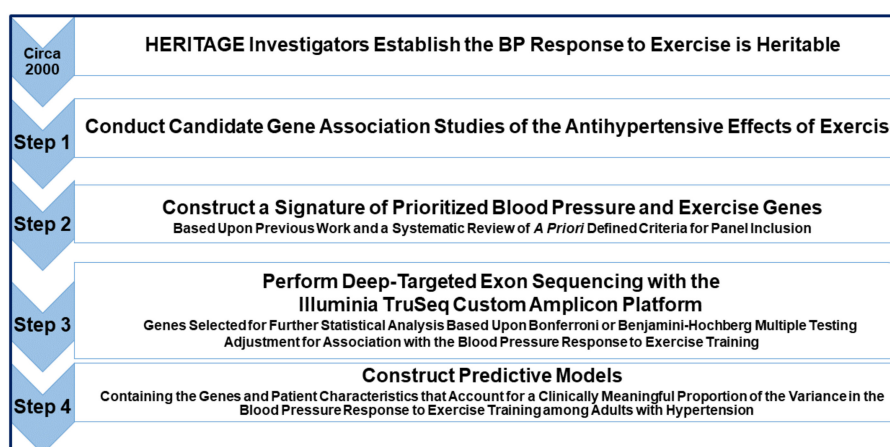 Circa
2000
HERITAGE Investigators Establish the BP Response to Exercise is Heritable
Step 1
Conduct Candidate Gene Association Studies of the Antihypertensive Effects of Exercis
Step 2
Construct a Signature of Prioritized Blood Pressure and Exercise Genes
Based Upon Previous Work and a Systematic Review of A Priori Defined Criteria for Panel Inclusion
Step 3
Perform Deep-Targeted Exon Sequencing with the
Illuminia TruSeq Custom Amplicon Platform
Genes Selected for Further Statistical Analysis Based Upon Bonferroni or Benjamini-Hochberg Multiple Testing
Adjustment for Association with the Blood Pressure Response to Exercise Training
Step 4
Construct Predictive Models
Containing the Genes and Patient Characteristics that Account for a Clinically Meaningful Proportion of the Variance in the
Blood Pressure Response to Exercise Training among Adults with Hypertension